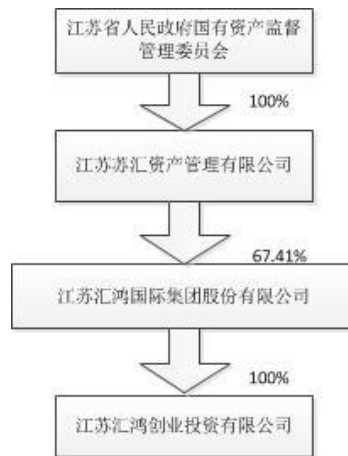 江苏省人民政府国有资产监督
管理委员会
100%
江苏苏汇资产管理有限公司
67.41%
江苏汇鸿国际集团股份有限公司
100%
江苏汇鸿创业投资有限公司